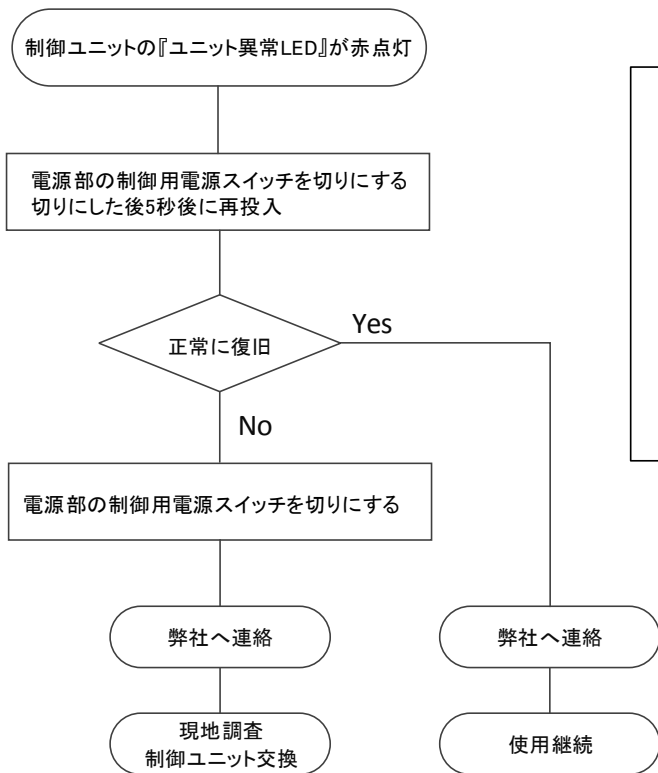 制御ユニットの『ユニット異常LED』が赤点灯
電源部の制御用電源スイッチを切りにする
切りにした後5秒後に再投入
正常に復旧
Yes
No
電源部の制御用電源スイッチを切りにする
弊社へ連絡
弊社へ連絡
現地調査
制御ユニット交換
使用継続